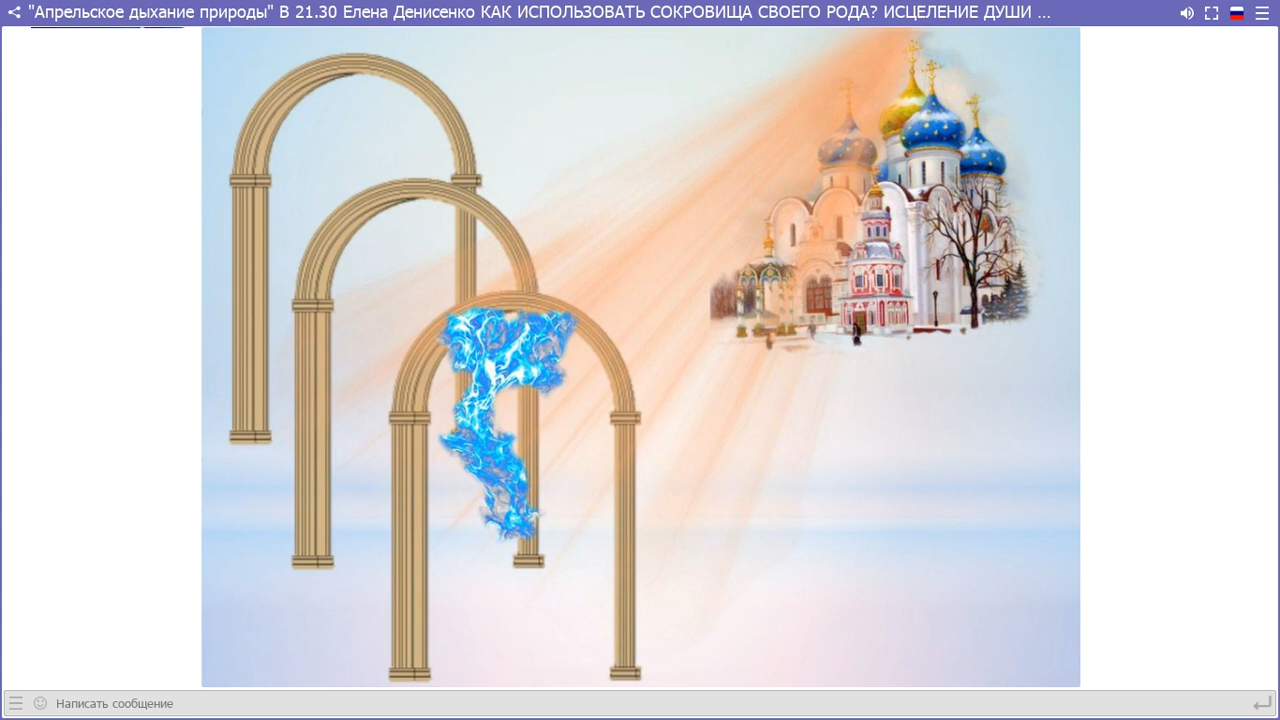 "Апрельское дыхание природы" В 21.30 Елена Денисенко КАК ИСПОЛЬЗОВАТЬ СОКРОВИЩА СВОЕГО РОДА? ИСЦЕЛЕНИЕ ДУШИ ...
Написать сообщение